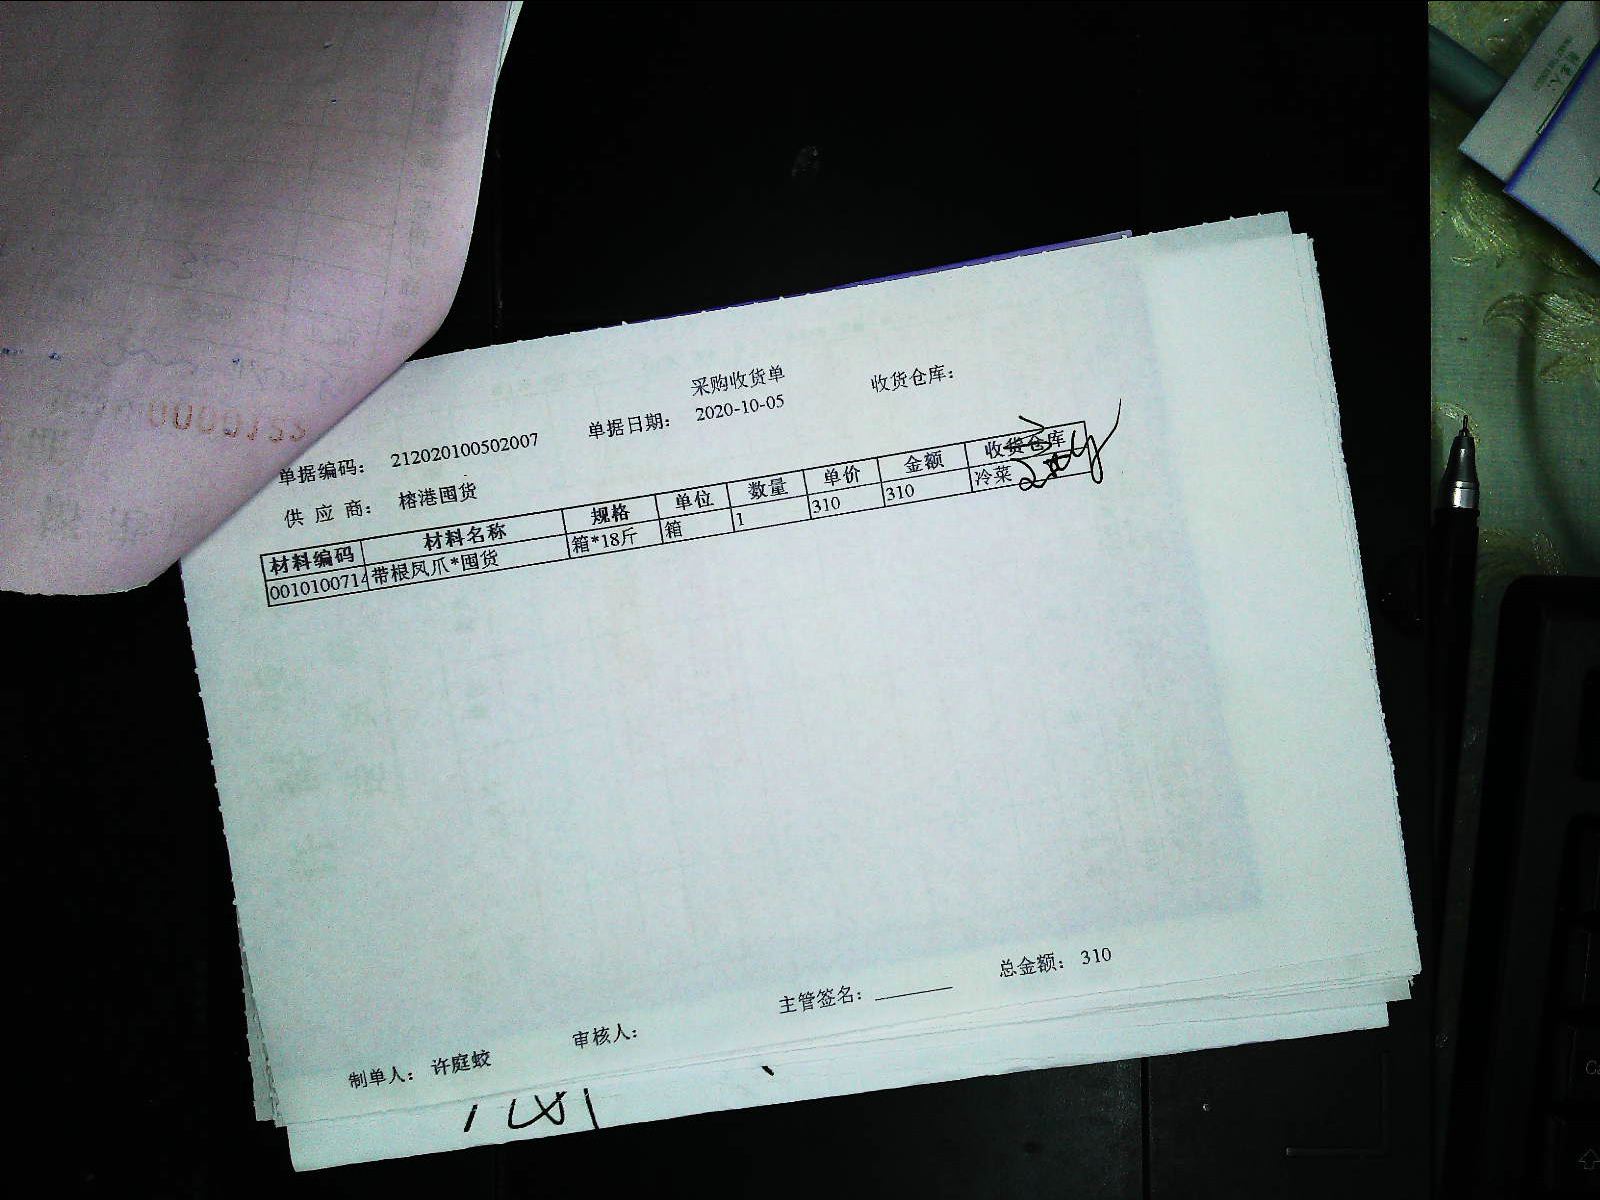 采购收货单
单据编码: 212020100502007 单据日期: 2020-10-05 收货仓库:
供 应 商: 榕港囤货
材料编码 材料名称 规格 单位 数量 单价 金额 收货仓库
0010100714 带根凤爪*囤货 箱*18斤 箱 1 310 310 冷菜
总金额: 310
制单人: 许庭蛟 审核人: 主管签名:
0000155